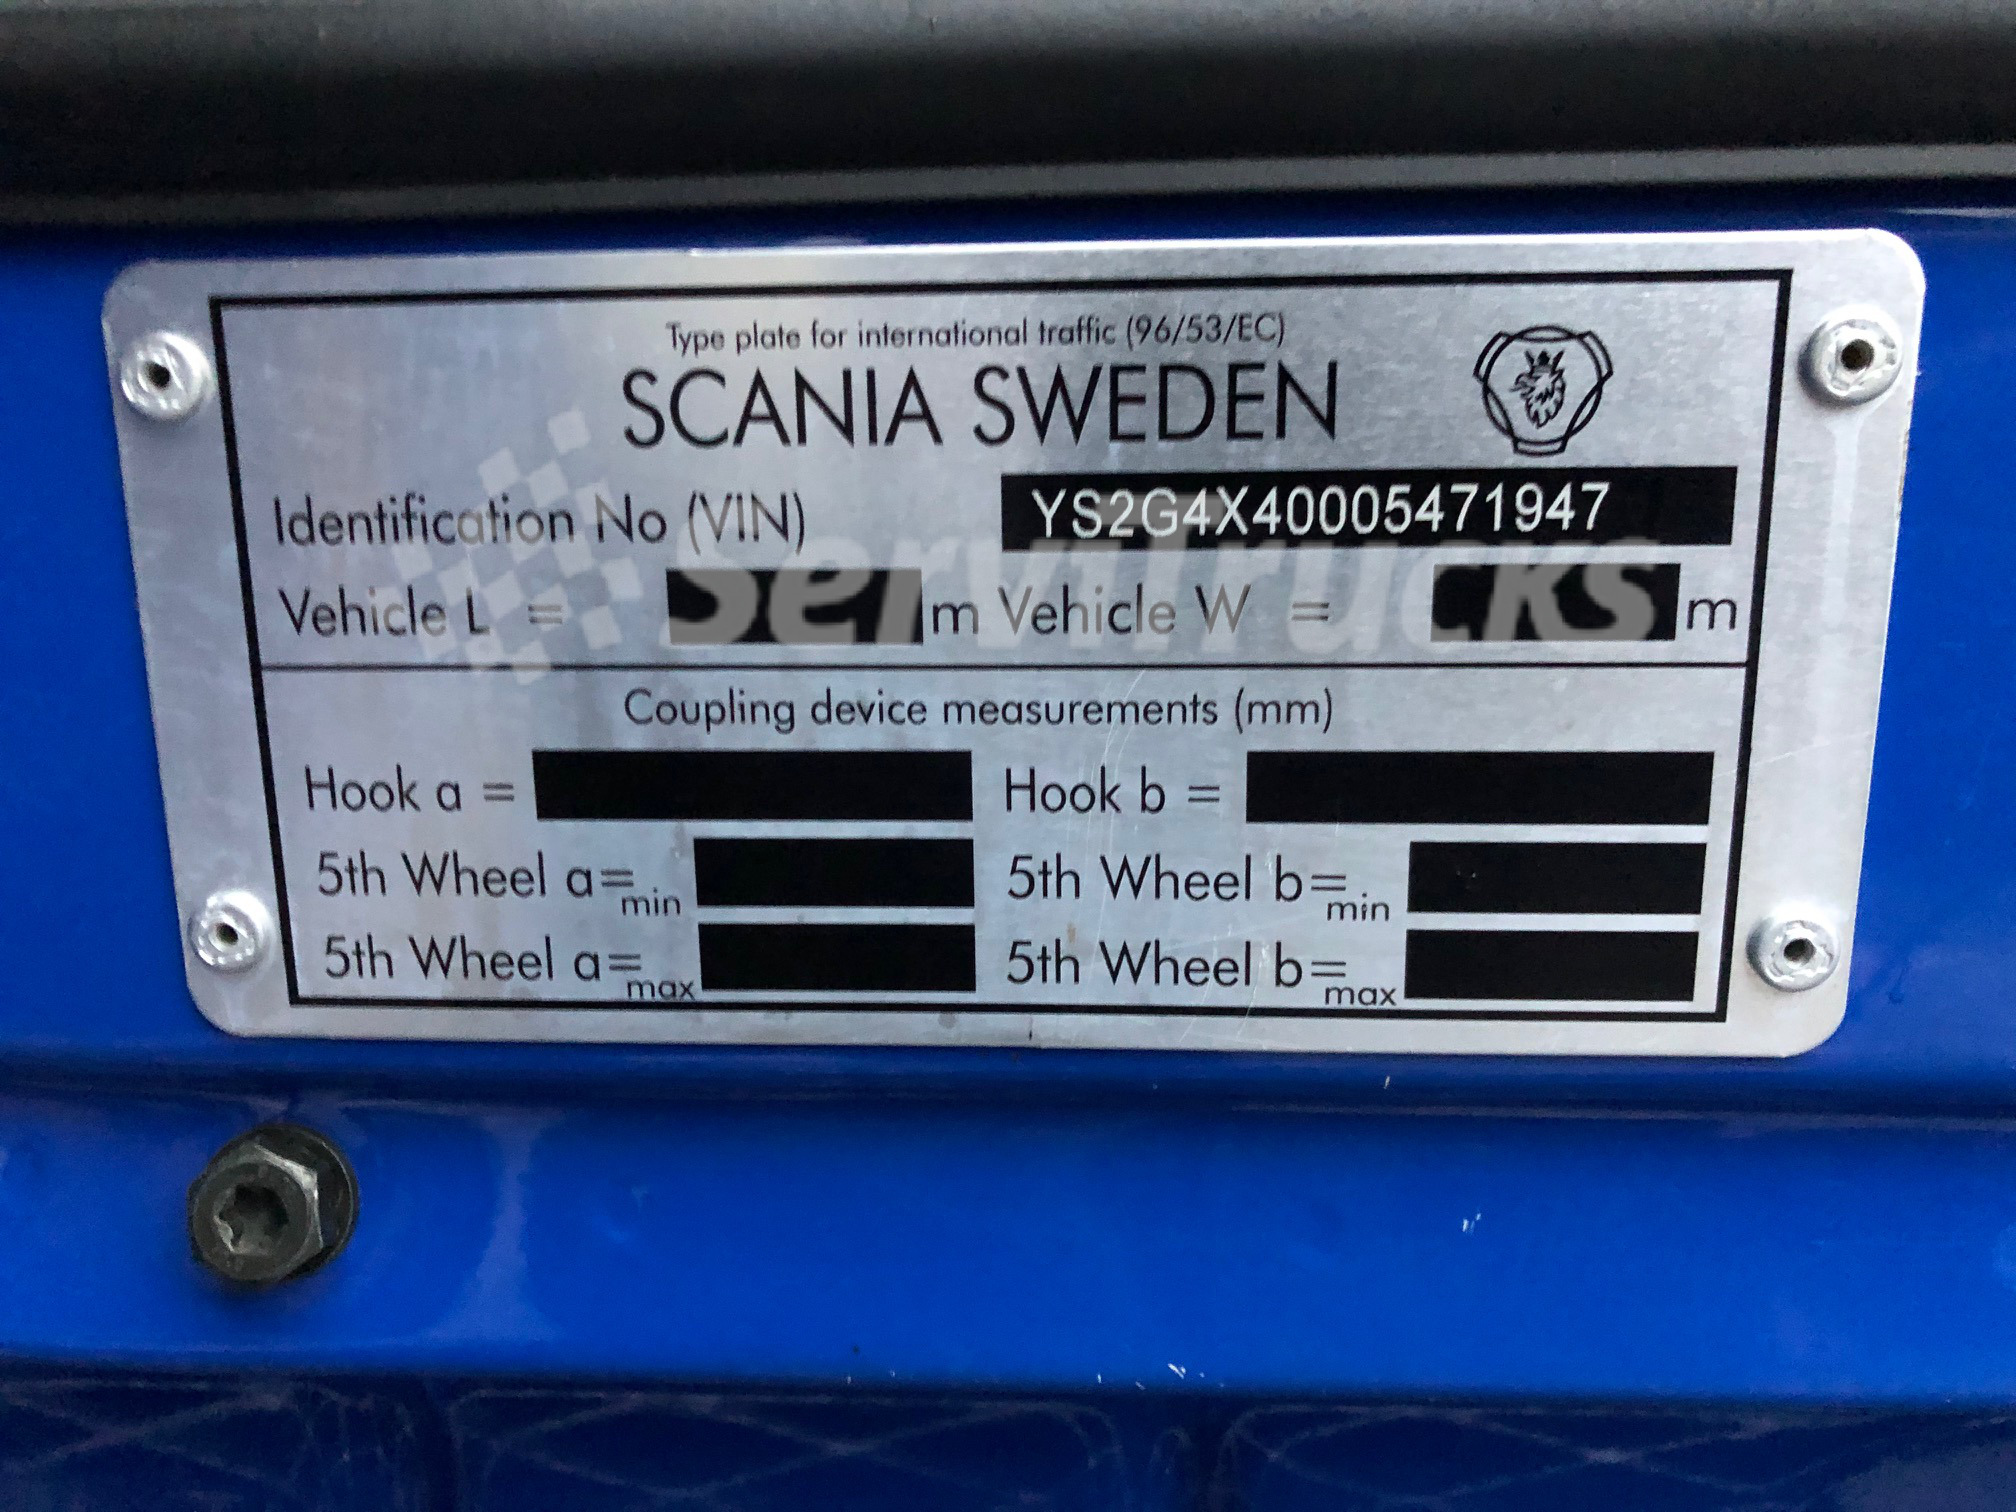 Type plate for international traffic (96/53/EC)
SCANIA SWEDEN
Identification No (VIN) YS2G4X40005471947
Vehicle L = m Vehicle W = m
ServiTrucks
Coupling device measurements (mm)
Hook a = Hook b =
5th Wheel a=min 5th Wheel b=min
5th Wheel a=max 5th Wheel b=max